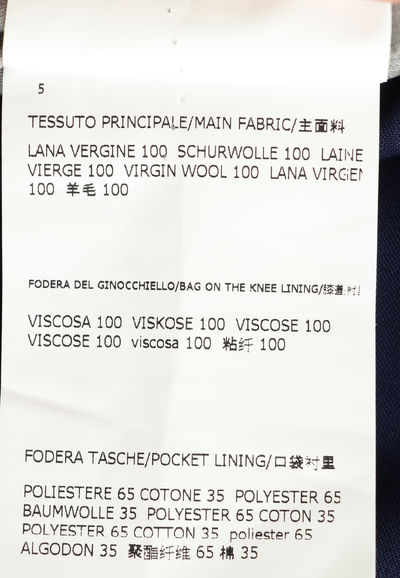 5
TESSUTO PRINCIPALE/MAIN FABRIC/主面料
LANA VERGINE 100 SCHURWOLLE 100 LAINE
VIERGE 100 VIRGIN WOOL 100 LANA VIRGEN
100 羊毛 100
FODERA DEL GINOCCHIELLO/BAG ON THE KNEE LINING/膝盖衬里
VISCOSA 100 VISKOSE 100 VISCOSE 100
VISCOSE 100 viscosa 100 粘纤 100
FODERA TASCHE/POCKET LINING/口袋衬里
POLIESTERE 65 COTONE 35 POLYESTER 65
BAUMWOLLE 35 POLYESTER 65 COTON 35
POLYESTER 65 COTTON 35 poliester 65
ALGODON 35 聚酯纤维 65 棉 35